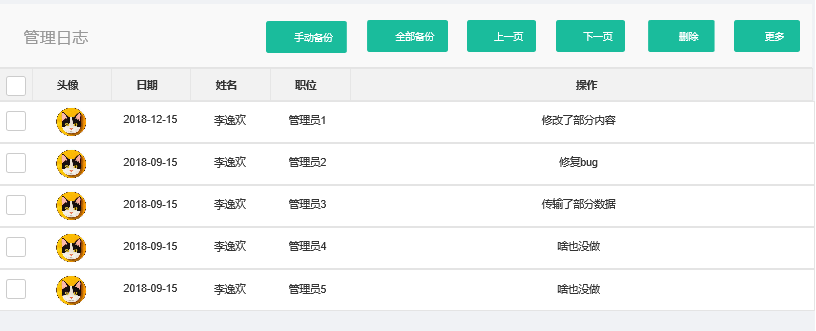 管理日志 手动备份 全部备份 上一页 下一页 删除 更多
头像 日期 姓名 职位 操作
2018-12-15 李逸欢 管理员1 修改了部分内容
2018-09-15 李逸欢 管理员2 修复bug
2018-09-15 李逸欢 管理员3 传输了部分数据
2018-09-15 李逸欢 管理员4 啥也没做
2018-09-15 李逸欢 管理员5 啥也没做